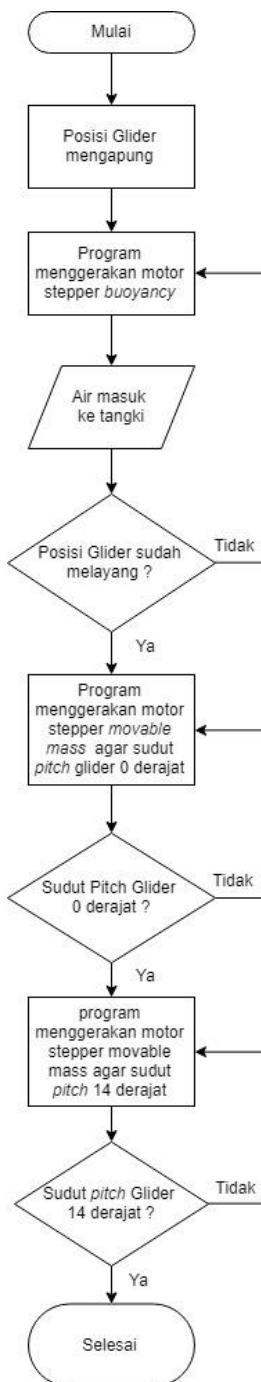 Mulai
Posisi Glider
mengapung
Program
menggerakan motor
stepper buoyancy
Air masuk
ke tangki
Posisi Glider sudah
melayang ?
Tidak
Ya
Program
menggerakan motor
stepper movable
mass agar sudut
pitch glider 0 derajat
Sudut Pitch Glider
0 derajat ?
Tidak
Ya
program
menggerakan motor
stepper movable
mass agar sudut
pitch 14 derajat
Sudut pitch Glider
14 derajat ?
Tidak
Ya
Selesai